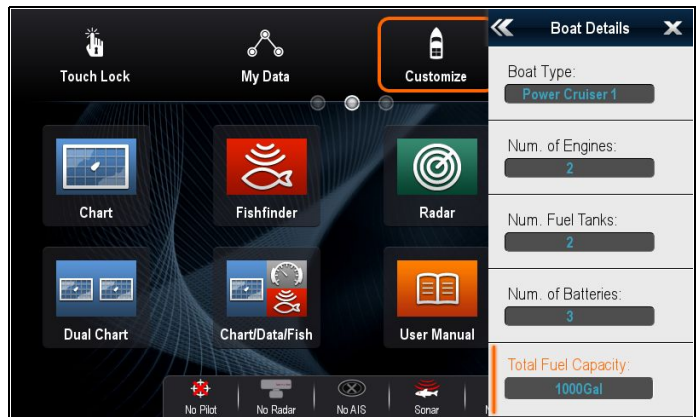 Touch Lock
My Data
Customize
Chart
Fishfinder
Radar
Dual Chart
Chart/Data/Fish
User Manual
No Pilot
No Radar
No AIS
Sonar
Boat Details
Boat Type:
Power Cruiser 1
Num. of Engines:
2
Num. Fuel Tanks:
2
Num. of Batteries:
3
Total Fuel Capacity:
1000Gal